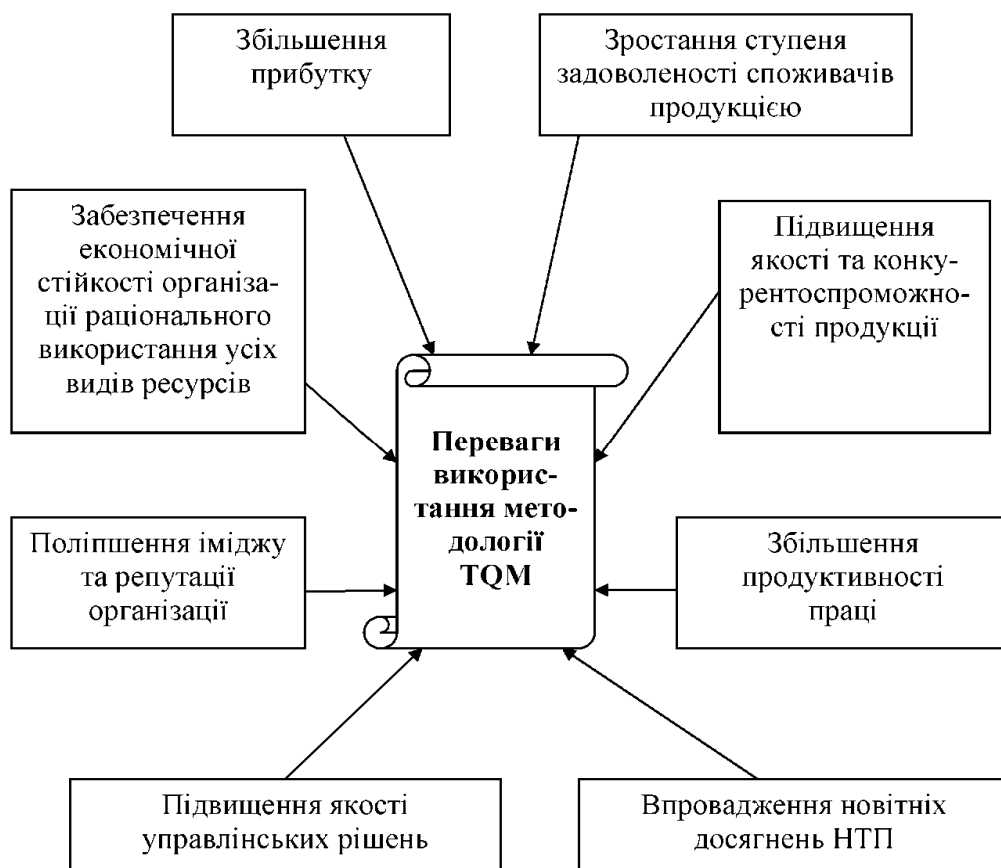 Збільшення
прибутку
Зростання ступеня
задоволеності споживачів
продукцією
Забезпечення
економічної
стійкості організа-
ції раціонального
використання усіх
видів ресурсів
Підвищення
якості та конку-
рентоспроможно-
сті продукції
Переваги
викорис-
тання мето-
дології
TQM
Поліпшення іміджу
та репутації
організації
Збільшення
продуктивності
праці
Підвищення якості
управлінських рішень
Впровадження новітніх
досягнень НТП